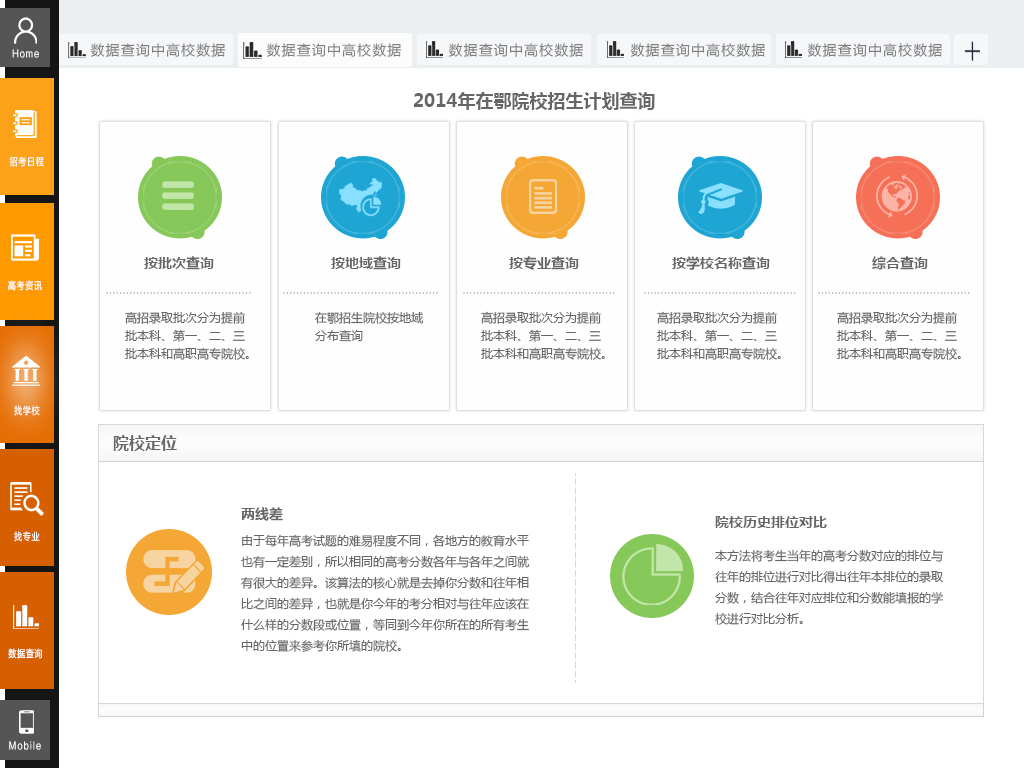 Home
数据查询中高校数据
数据查询中高校数据
数据查询中高校数据
数据查询中高校数据
数据查询中高校数据
招考日程
高考资讯
找学校
找专业
数据查询
Mobile
2014年在鄂院校招生计划查询
按批次查询
高招录取批次分为提前
批本科、第一、二、三
批本科和高职高专院校。
按地域查询
在鄂招生院校按地域
分布查询
按专业查询
高招录取批次分为提前
批本科、第一、二、三
批本科和高职高专院校。
按学校名称查询
高招录取批次分为提前
批本科、第一、二、三
批本科和高职高专院校。
综合查询
高招录取批次分为提前
批本科、第一、二、三
批本科和高职高专院校。
院校定位
两线差
由于每年高考试题的难易程度不同，各地方的教育水平
也有一定差别，所以相同的高考分数各年与各年之间就
有很大的差异。该算法的核心就是去掉你分数和往年相
比之间的差异，也就是你今年的考分相对与往年应该在
什么样的分数段或位置，等同到今年你所在的所有考生
中的位置来参考你所填的院校。
院校历史排位对比
本方法将考生当年的高考分数对应的排位与
往年的排位进行对比得出往年本排位的录取
分数，结合往年对应排位和分数能填报的学
校进行对比分析。